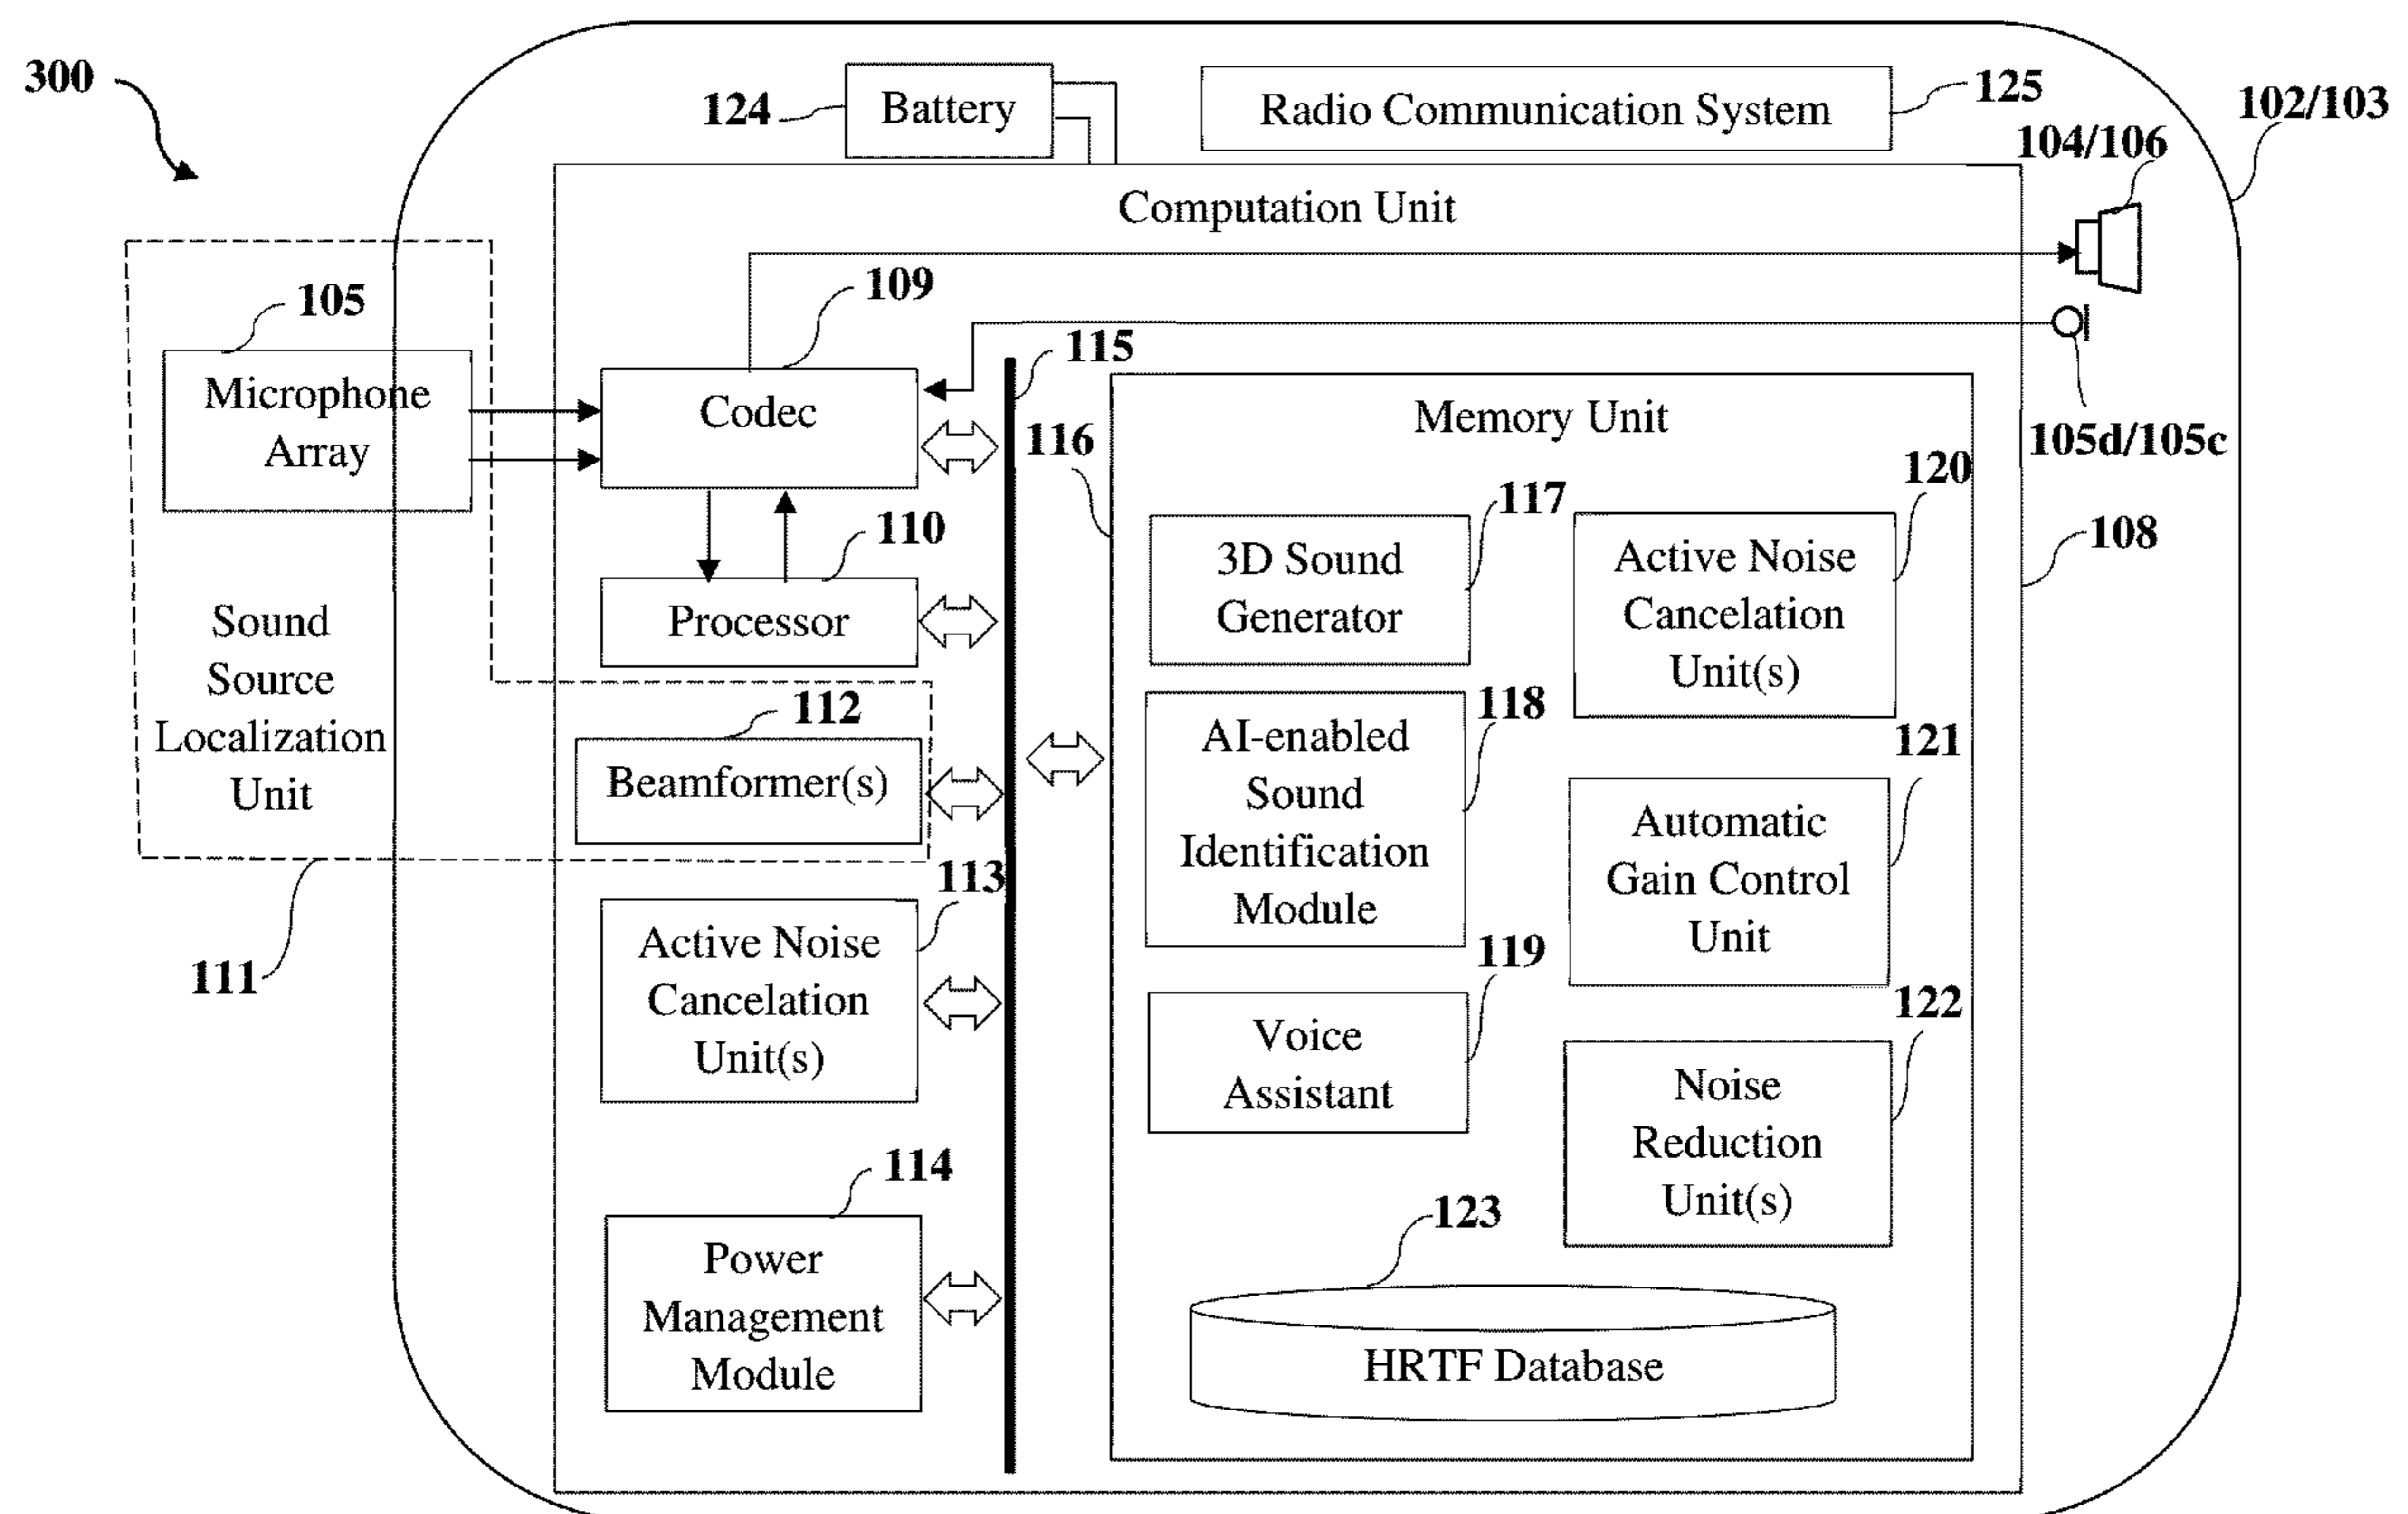 300
124
Battery
Radio Communication System
125
102/103
104/106
Computation Unit
109
105
115
Microphone
Array
Codec
116
Memory Unit
105d/105c
120
117
110
108
3D Sound
Generator
Active Noise
Cancelation
Unit(s)
Processor
Sound
Source
Localization
Unit
112
118
121
Beamformer(s)
AI-enabled
Sound
Identification
Module
Automatic
Gain Control
Unit
113
111
Active Noise
Cancelation
Unit(s)
119
122
Voice
Assistant
Noise
Reduction
Unit(s)
114
123
Power
Management
Module
HRTF Database